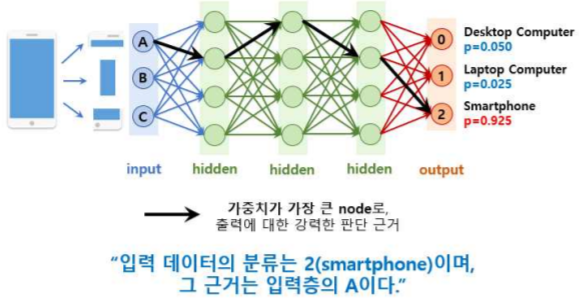 A
B
C
0
1
2
Desktop Computer
p=0.050
Laptop Computer
p=0.025
Smartphone
p=0.925
input
hidden
hidden
hidden
output
가중치가 가장 큰 node로,
출력에 대한 강력한 판단 근거
“입력 데이터의 분류는 2(smartphone)이며,
그 근거는 입력층의 A이다.”